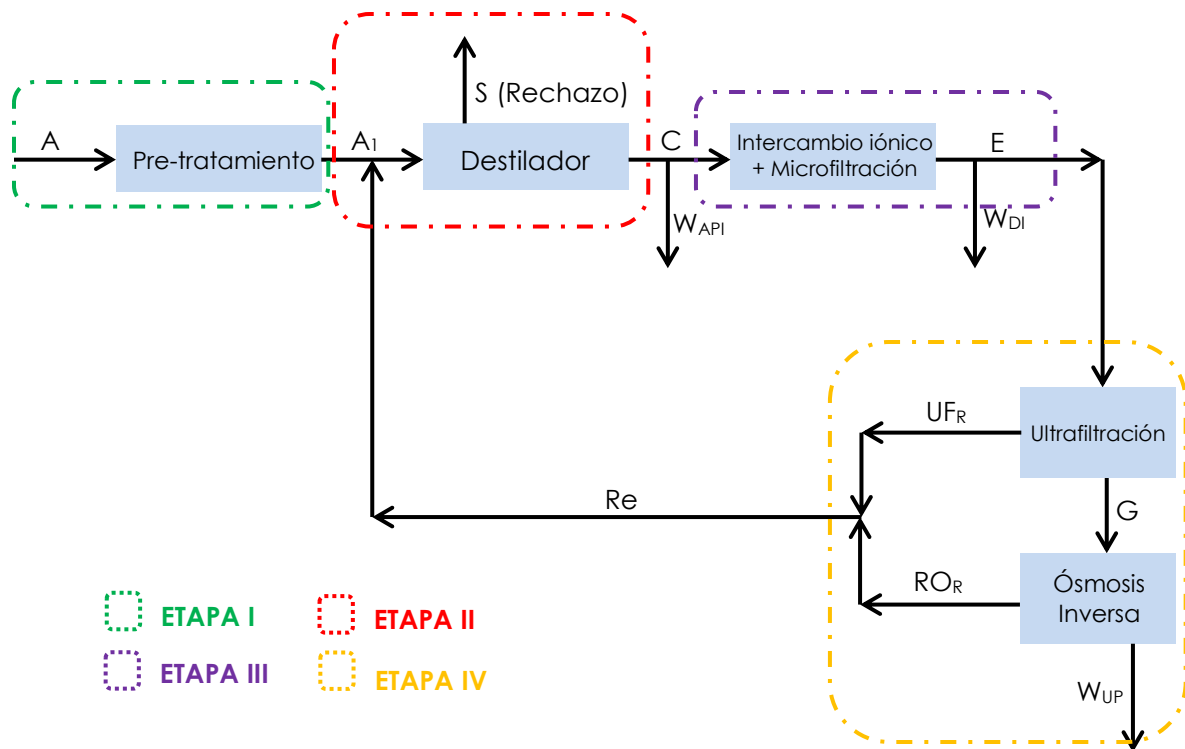 S (Rechazo)
A
Pre-tratamiento
A1
Destilador
C
Intercambio iónico
+ Microfiltración
E
WAPI
WDI
UFR
Ultrafiltración
Re
G
ROR
Ósmosis
Inversa
WUP
ETAPA I
ETAPA II
ETAPA III
ETAPA IV